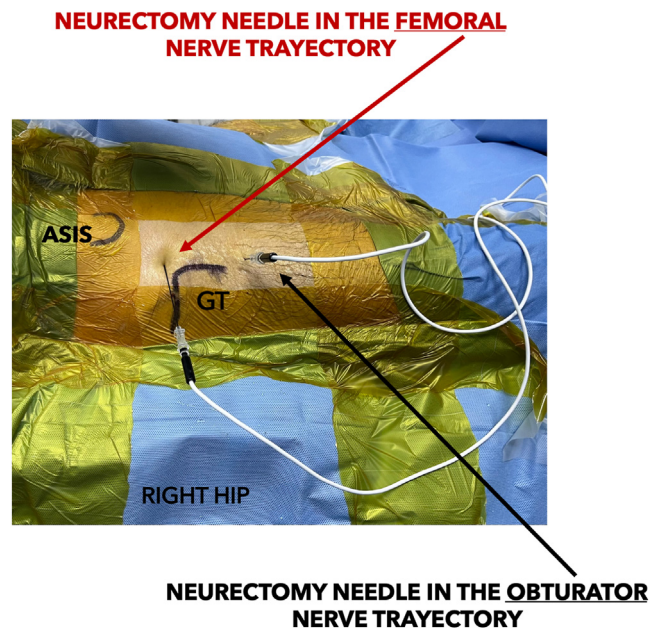 NEURECTOMY NEEDLE IN THE FEMORAL
NERVE TRAYECTORY
ASIS
GT
RIGHT HIP
NEURECTOMY NEEDLE IN THE OBTURATOR
NERVE TRAYECTORY